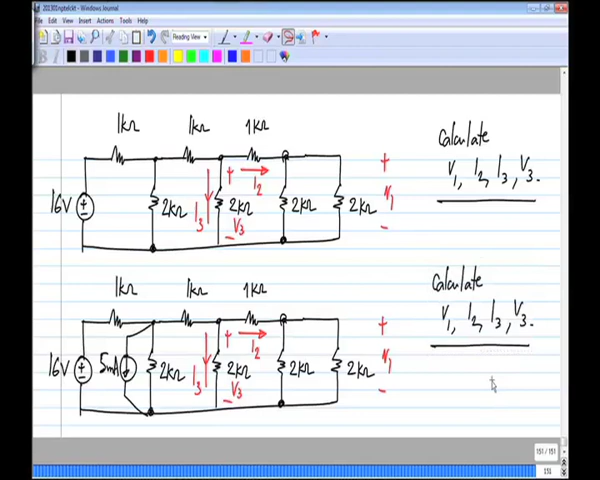 201301nptelckt - Windows Journal
File Edit View Insert Actions Tools Help
Reading View
B I
1kΩ 1kΩ 1kΩ
16V + - 2kΩ I3 + 2kΩ V3 - I2 2kΩ 2kΩ + V1 -
Calculate
V1, I2, I3, V3.
1kΩ 1kΩ 1kΩ
16V + - 5mA 2kΩ I3 + 2kΩ V3 - I2 2kΩ 2kΩ + V1 -
Calculate
V1, I2, I3, V3.
151 / 151
151